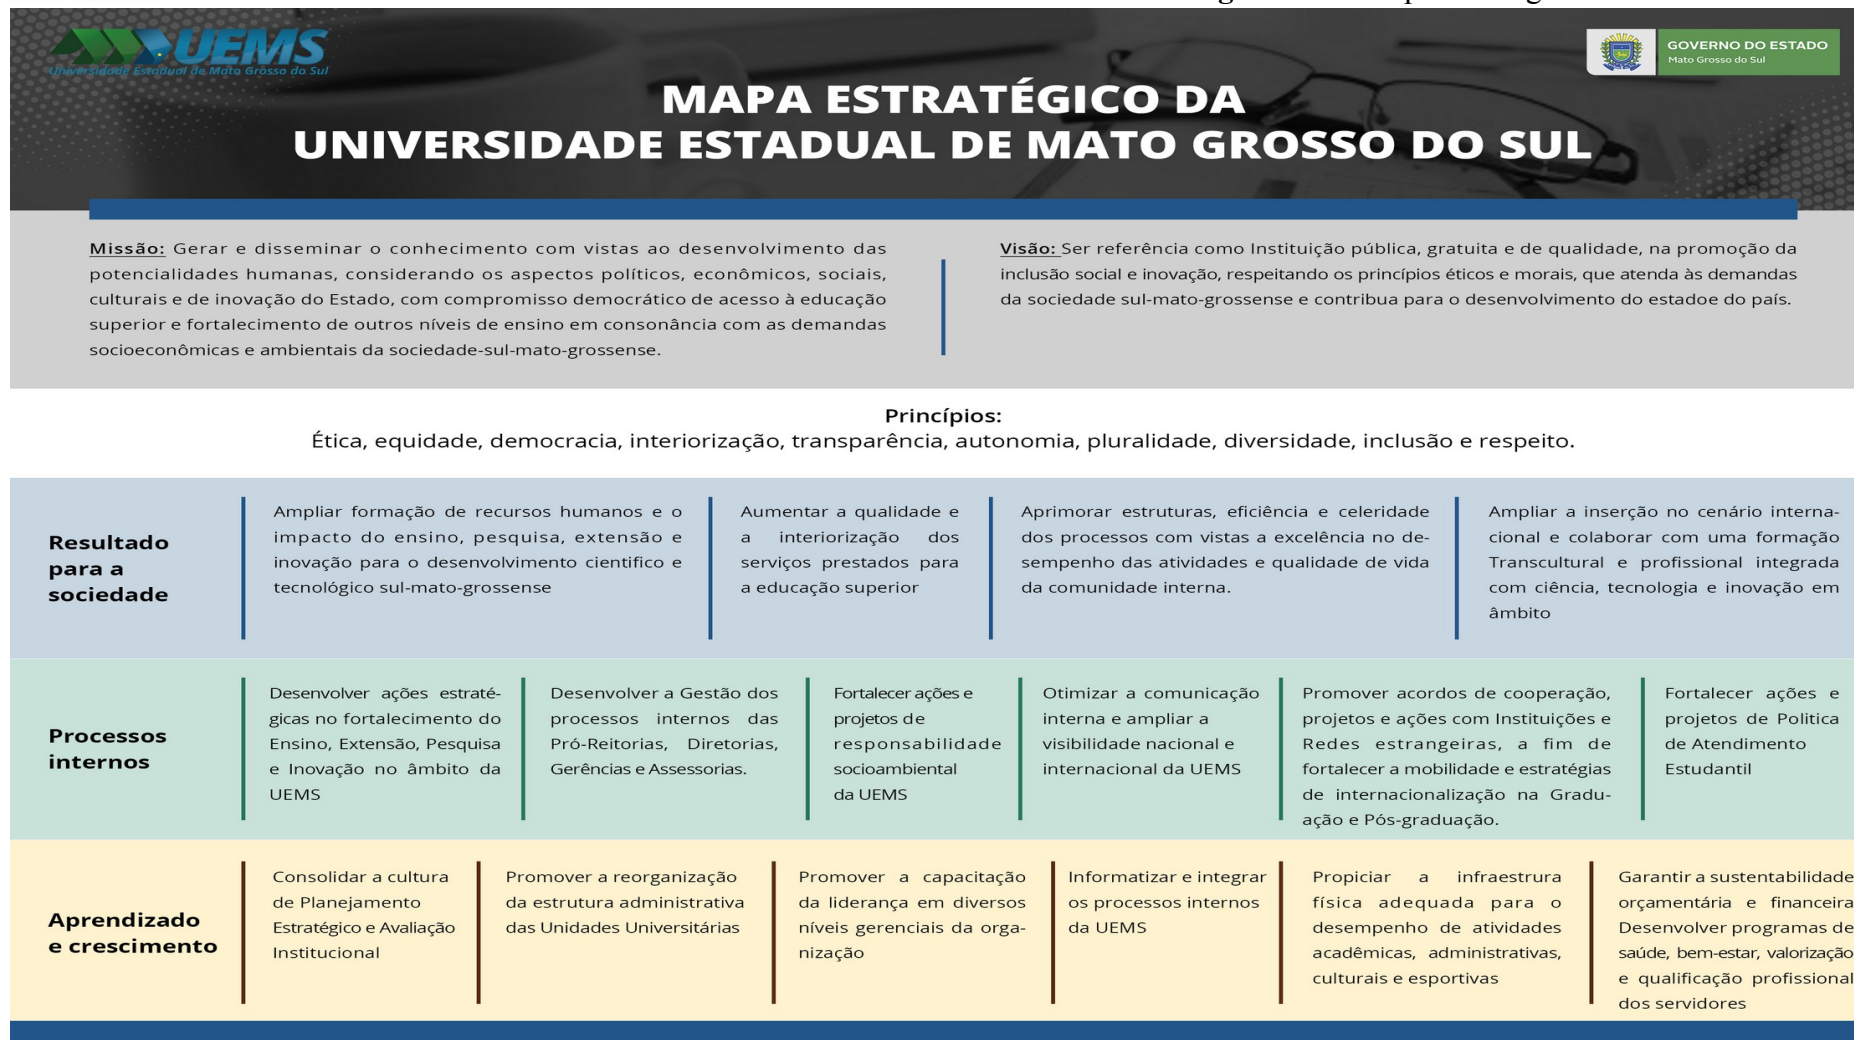 UEMS
Universidade Estadual de Mato Grosso do Sul
GOVERNO DO ESTADO
Mato Grosso do Sul
MAPA ESTRATÉGICO DA
UNIVERSIDADE ESTADUAL DE MATO GROSSO DO SUL
Missão: Gerar e disseminar o conhecimento com vistas ao desenvolvimento das
potencialidades humanas, considerando os aspectos políticos, econômicos, sociais,
culturais e de inovação do Estado, com compromisso democrático de acesso à educação
superior e fortalecimento de outros níveis de ensino em consonância com as demandas
socioeconômicas e ambientais da sociedade-sul-mato-grossense.
Visão: Ser referência como Instituição pública, gratuita e de qualidade, na promoção da
inclusão social e inovação, respeitando os princípios éticos e morais, que atenda às demandas
da sociedade sul-mato-grossense e contribua para o desenvolvimento do estadoe do país.
Princípios:
Ética, equidade, democracia, interiorização, transparência, autonomia, pluralidade, diversidade, inclusão e respeito.
Resultado
para a
sociedade
Ampliar formação de recursos humanos e o
impacto do ensino, pesquisa, extensão e
inovação para o desenvolvimento cientifico e
tecnológico sul-mato-grossense
Aumentar a qualidade e
a interiorização dos
serviços prestados para
a educação superior
Aprimorar estruturas, eficiência e celeridade
dos processos com vistas a excelência no de-
sempenho das atividades e qualidade de vida
da comunidade interna.
Ampliar a inserção no cenário interna-
cional e colaborar com uma formação
Transcultural e profissional integrada
com ciência, tecnologia e inovação em
âmbito
Processos
internos
Desenvolver ações estraté-
gicas no fortalecimento do
Ensino, Extensão, Pesquisa
e Inovação no âmbito da
UEMS
Desenvolver a Gestão dos
processos internos das
Pró-Reitorias, Diretorias,
Gerências e Assessorias.
Fortalecer ações e
projetos de
responsabilidade
socioambiental
da UEMS
Otimizar a comunicação
interna e ampliar a
visibilidade nacional e
internacional da UEMS
Promover acordos de cooperação,
projetos e ações com Instituições e
Redes estrangeiras, a fim de
fortalecer a mobilidade e estratégias
de internacionalização na Gradu-
ação e Pós-graduação.
Fortalecer ações e
projetos de Politica
de Atendimento
Estudantil
Aprendizado
e crescimento
Consolidar a cultura
de Planejamento
Estratégico e Avaliação
Institucional
Promover a reorganização
da estrutura administrativa
das Unidades Universitárias
Promover a capacitação
da liderança em diversos
níveis gerenciais da orga-
nização
Informatizar e integrar
os processos internos
da UEMS
Propiciar a infraestrura
física adequada para o
desempenho de atividades
acadêmicas, administrativas,
culturais e esportivas
Garantir a sustentabilidade
orçamentária e financeira
Desenvolver programas de
saúde, bem-estar, valorização
e qualificação profissional
dos servidores